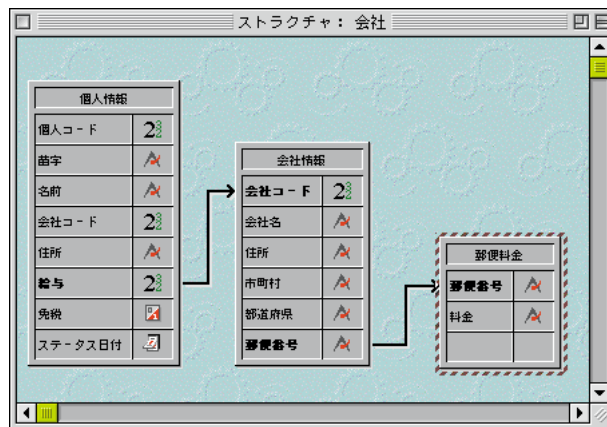 ストラクチャ： 会社
個人情報
個人コード
苗字
名前
会社コード
住所
給与
免税
ステータス日付
会社情報
会社コード
会社名
住所
市町村
都道府県
郵便番号
郵便料金
郵便番号
料金